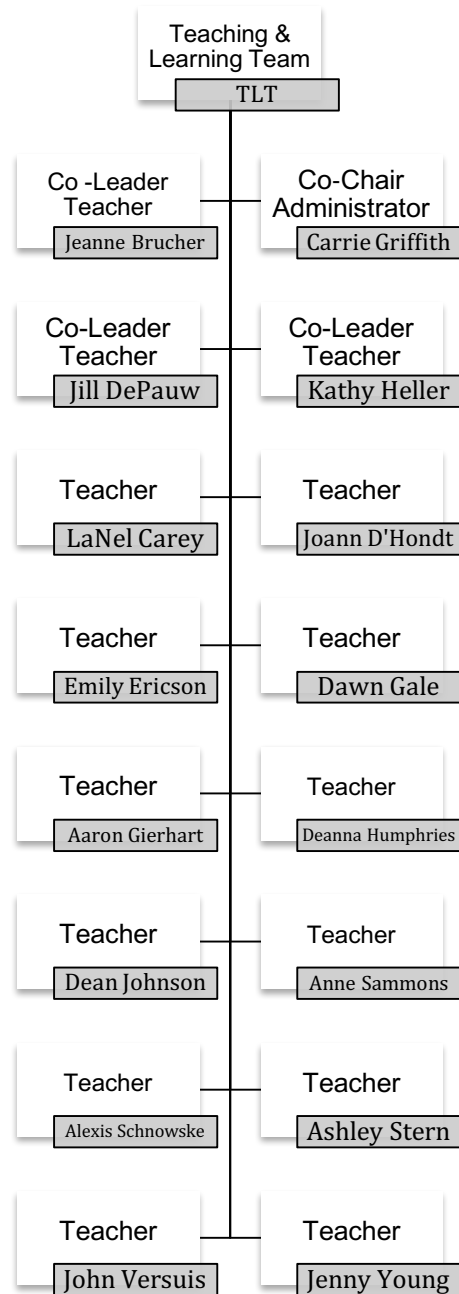 Teaching &
Learning Team
TLT
Co -Leader
Teacher
Jeanne Brucher
Co-Chair
Administrator
Carrie Griffith
Co-Leader
Teacher
Jill DePauw
Co-Leader
Teacher
Kathy Heller
Teacher
LaNel Carey
Teacher
Joann D'Hondt
Teacher
Emily Ericson
Teacher
Dawn Gale
Teacher
Aaron Gierhart
Teacher
Deanna Humphries
Teacher
Dean Johnson
Teacher
Anne Sammons
Teacher
Alexis Schnowske
Teacher
Ashley Stern
Teacher
John Versuis
Teacher
Jenny Young